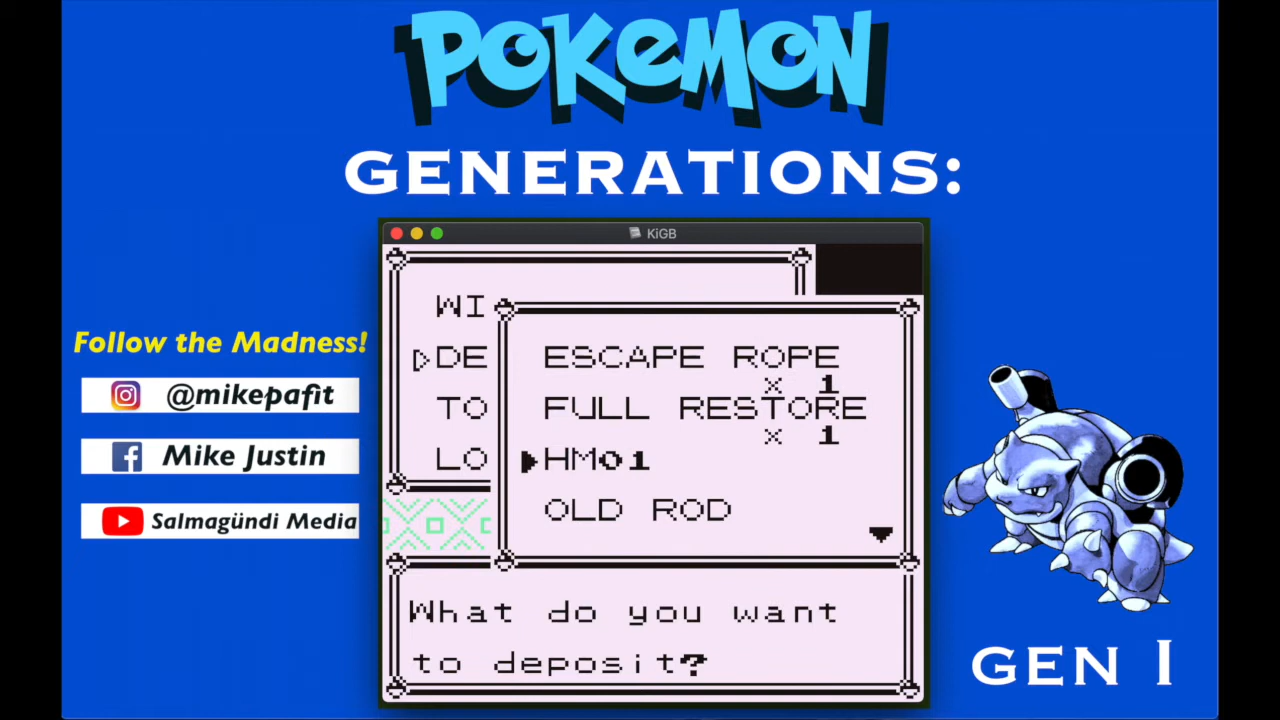 POKEMON
GENERATIONS:
KiGB
Follow the Madness!
@mikepafit
Mike Justin
Salmagündi Media
WI
DE
TO
LO
ESCAPE ROPE
× 1
FULL RESTORE
× 1
HM01
OLD ROD
What do you want
to deposit?
GEN I